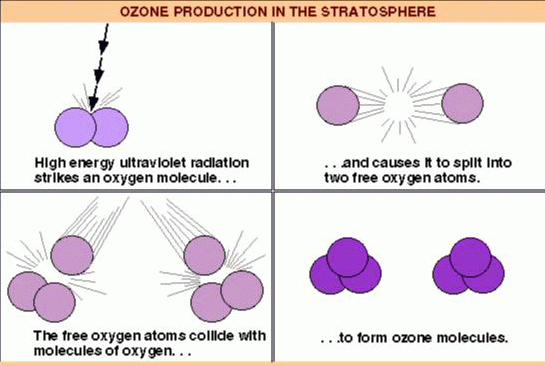 OZONE PRODUCTION IN THE STRATOSPHERE
High energy ultraviolet radiation
strikes an oxygen molecule. . .
. . .and causes it to split into
two free oxygen atoms.
The free oxygen atoms collide with
molecules of oxygen. . .
. . .to form ozone molecules.